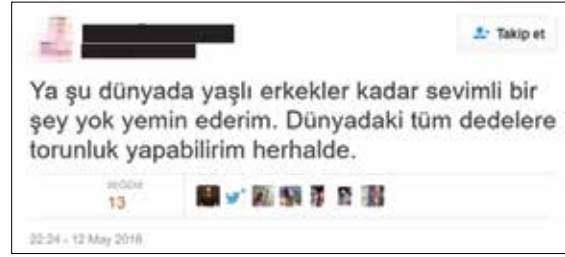 Takip et
Ya şu dünyada yaşlı erkekler kadar sevimli bir
şey yok yemin ederim. Dünyadaki tüm dedelere
torunluk yapabilirim herhalde.
BEĞENİ
13
22:24 - 12 May 2016